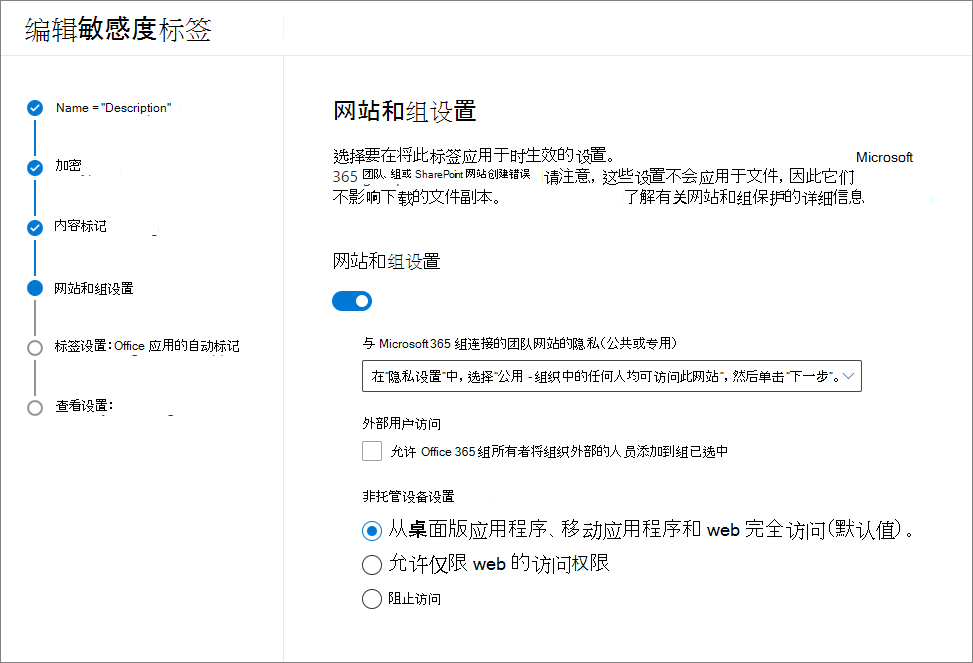 编辑敏感度标签
Name = "Description"
加密
内容标记
网站和组设置
标签设置：Office 应用的自动标记
查看设置：
网站和组设置
选择要在将此标签应用于时生效的设置。 Microsoft
365 团队、组或 SharePoint 网站创建错误 请注意, 这些设置不会应用于文件, 因此它们
不影响下载的文件副本。 了解有关网站和组保护的详细信息
网站和组设置
与 Microsoft365 组连接的团队网站的隐私(公共或专用)
在"隐私设置"中, 选择"公用 - 组织中的任何人均可访问此网站", 然后单击"下一步"。
外部用户访问
允许 Office 365 组所有者将组织外部的人员添加到组已选中
非托管设备设置
从桌面版应用程序、移动应用程序和 web 完全访问(默认值)。
允许仅限 web 的访问权限
阻止访问